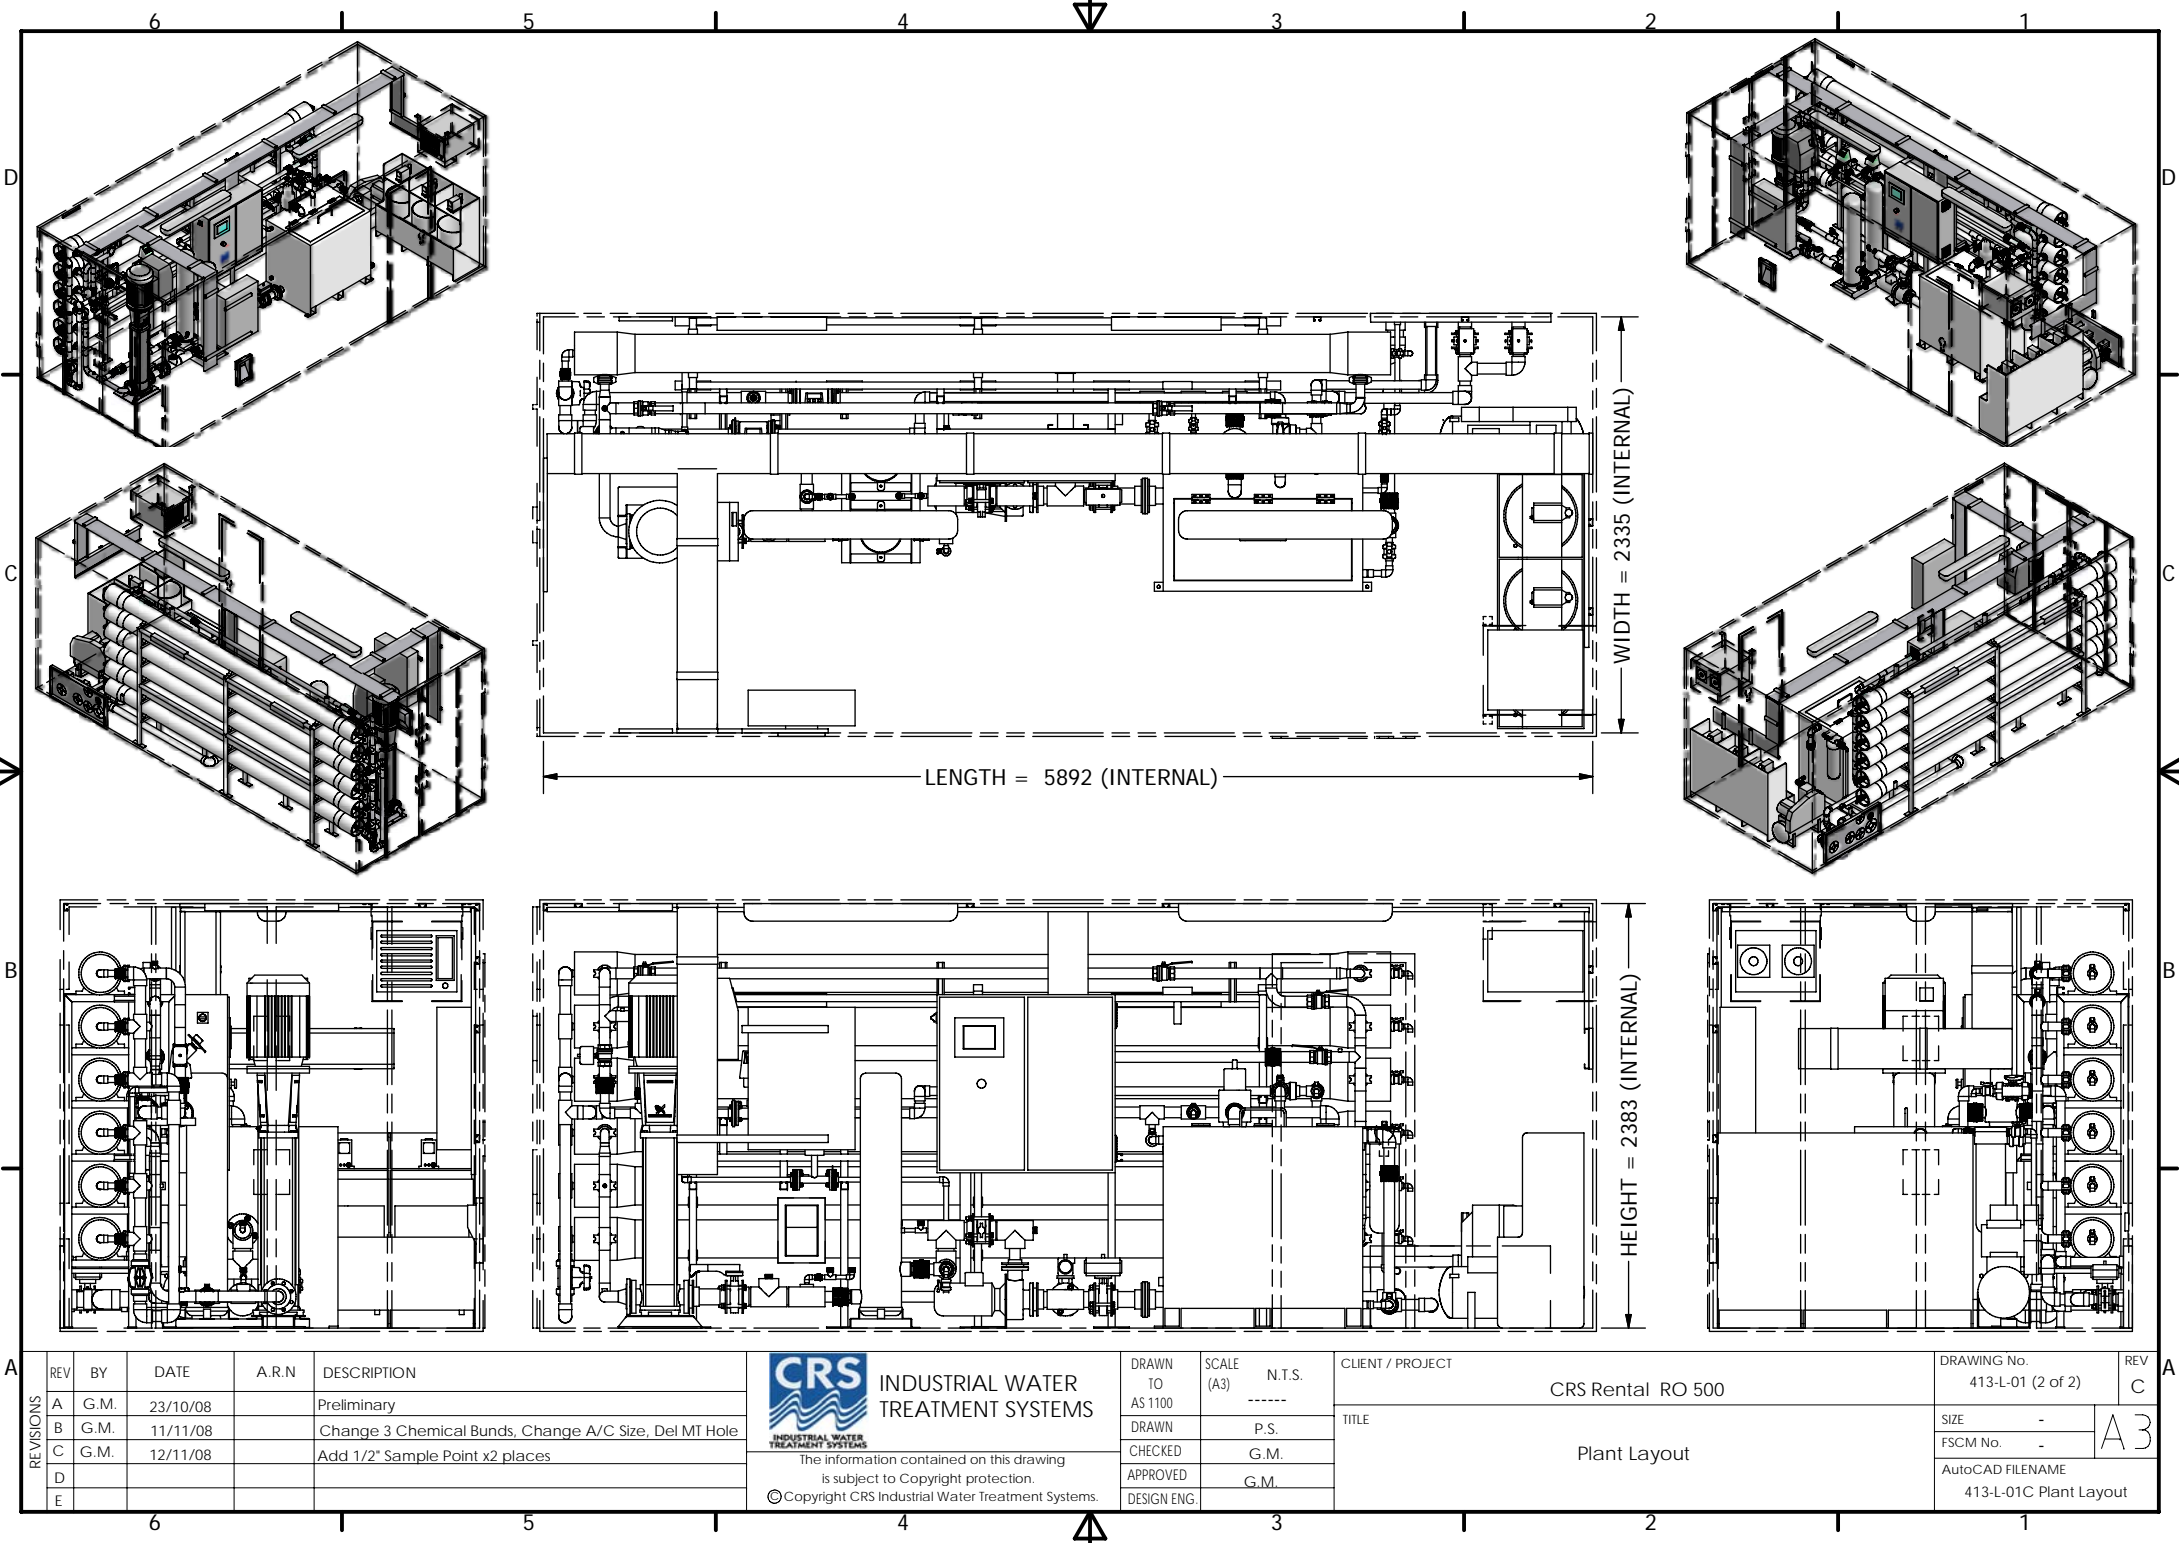 6 5 4 3 2 1
D D
C C
B B
A A
WIDTH = 2335 (INTERNAL)
LENGTH = 5892 (INTERNAL)
HEIGHT = 2383 (INTERNAL)
REVISIONS
REV BY DATE A.R.N DESCRIPTION
A G.M. 23/10/08 Preliminary
B G.M. 11/11/08 Change 3 Chemical Bunds, Change A/C Size, Del MT Hole
C G.M. 12/11/08 Add 1/2" Sample Point x2 places
D
E
CRS
INDUSTRIAL WATER
TREATMENT SYSTEMS
INDUSTRIAL WATER
TREATMENT SYSTEMS
The information contained on this drawing
is subject to Copyright protection.
© Copyright CRS Industrial Water Treatment Systems.
DRAWN
TO
AS 1100
SCALE
(A3)
N.T.S.
------
DRAWN P.S.
CHECKED G.M.
APPROVED G.M.
DESIGN ENG.
CLIENT / PROJECT
CRS Rental RO 500
TITLE
Plant Layout
DRAWING No.
413-L-01 (2 of 2)
REV
C
SIZE -
FSCM No. -
A3
AutoCAD FILENAME
413-L-01C Plant Layout
6 5 4 3 2 1